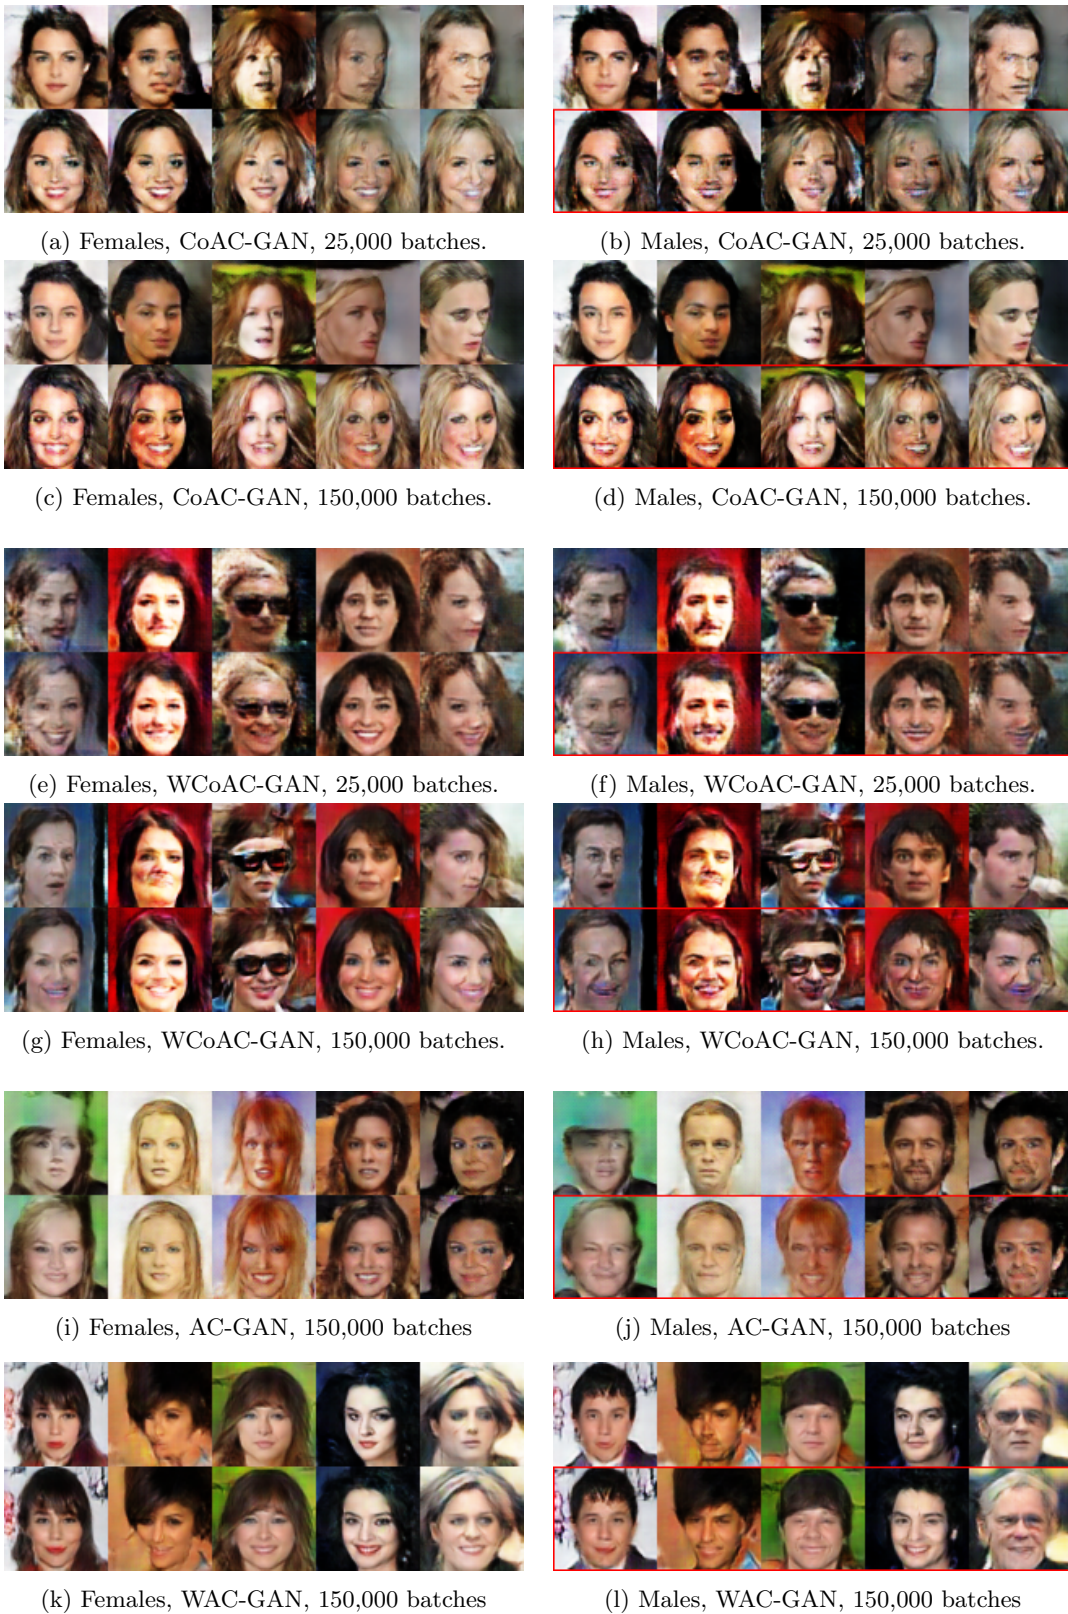 (a) Females, CoAC-GAN, 25,000 batches.
(b) Males, CoAC-GAN, 25,000 batches.
(c) Females, CoAC-GAN, 150,000 batches.
(d) Males, CoAC-GAN, 150,000 batches.
(e) Females, WCoAC-GAN, 25,000 batches.
(f) Males, WCoAC-GAN, 25,000 batches.
(g) Females, WCoAC-GAN, 150,000 batches.
(h) Males, WCoAC-GAN, 150,000 batches.
(i) Females, AC-GAN, 150,000 batches
(j) Males, AC-GAN, 150,000 batches
(k) Females, WAC-GAN, 150,000 batches
(l) Males, WAC-GAN, 150,000 batches